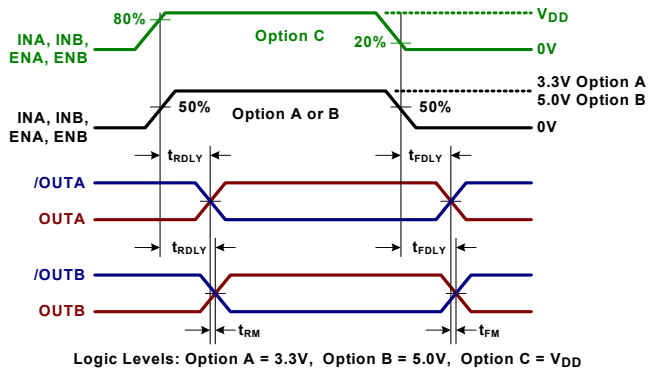 80%
Option C
V_DD
INA, INB,
ENA, ENB
20%
0V
3.3V Option A
5.0V Option B
50%
Option A or B
50%
INA, INB,
ENA, ENB
0V
t_RDLY
t_FDLY
/OUTA
OUTA
t_RDLY
t_FDLY
/OUTB
OUTB
t_RM
t_FM
Logic Levels: Option A = 3.3V, Option B = 5.0V, Option C = V_DD